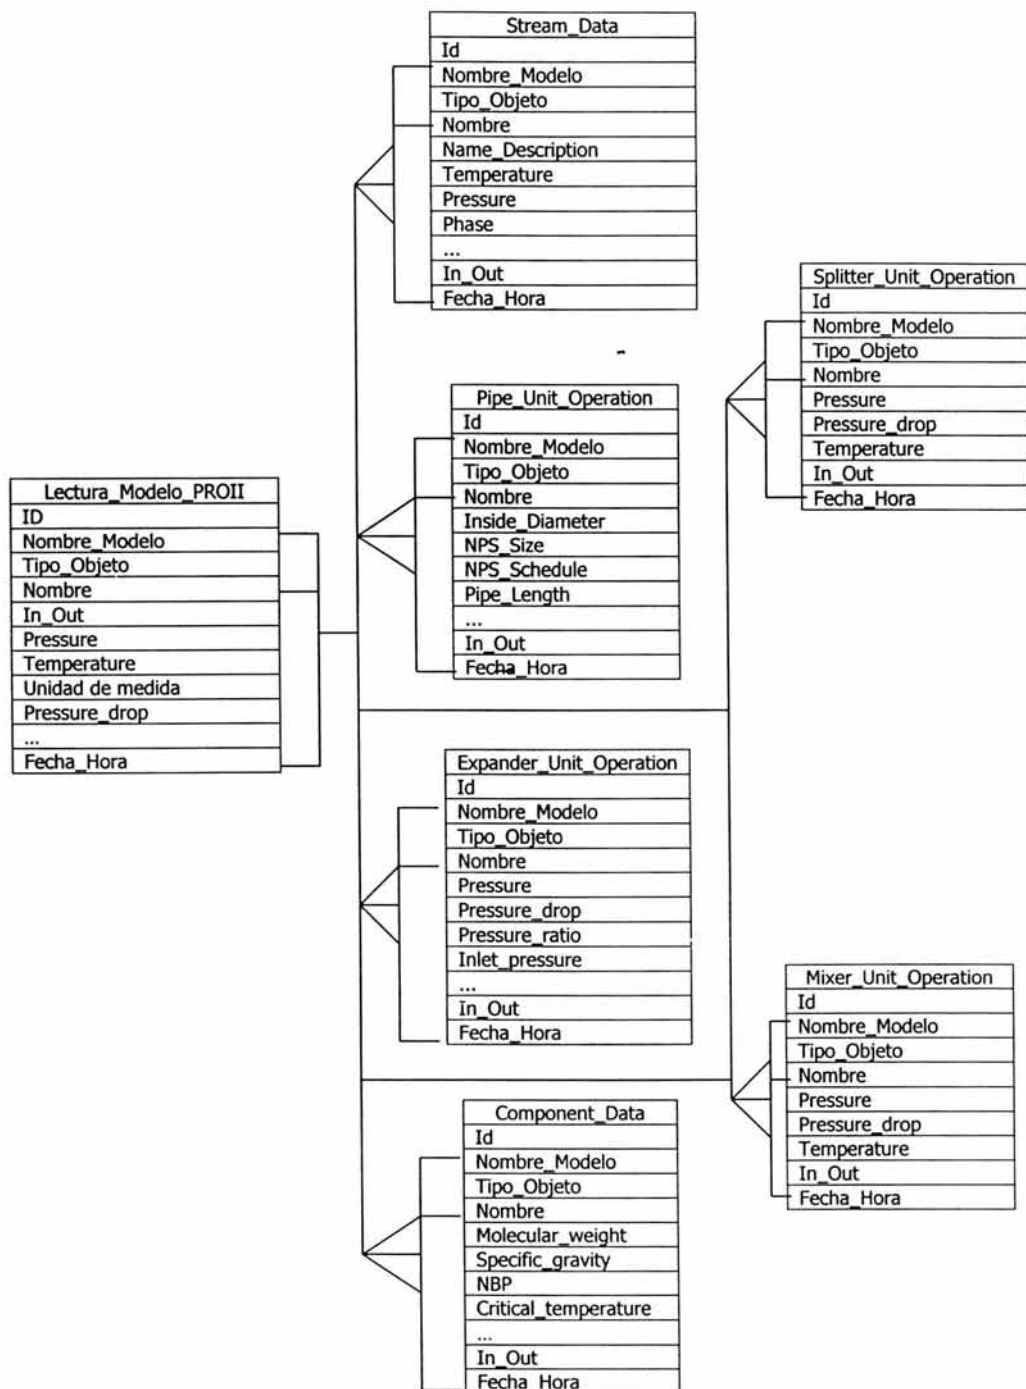 Stream_Data
Id
Nombre_Modelo
Tipo_Objeto
Nombre
Name_Description
Temperature
Pressure
Phase
...
In_Out
Fecha_Hora
Splitter_Unit_Operation
Id
Nombre_Modelo
Tipo_Objeto
Nombre
Pressure
Pressure_drop
Temperature
In_Out
Fecha_Hora
Pipe_Unit_Operation
Id
Nombre_Modelo
Tipo_Objeto
Nombre
Inside_Diameter
NPS_Size
NPS_Schedule
Pipe_Length
...
In_Out
Fecha_Hora
Lectura_Modelo_PROII
ID
Nombre_Modelo
Tipo_Objeto
Nombre
In_Out
Pressure
Temperature
Unidad de medida
Pressure_drop
...
Fecha_Hora
Expander_Unit_Operation
Id
Nombre_Modelo
Tipo_Objeto
Nombre
Pressure
Pressure_drop
Pressure_ratio
Inlet_pressure
...
In_Out
Fecha_Hora
Mixer_Unit_Operation
Id
Nombre_Modelo
Tipo_Objeto
Nombre
Pressure
Pressure_drop
Temperature
In_Out
Fecha_Hora
Component_Data
Id
Nombre_Modelo
Tipo_Objeto
Nombre
Molecular_weight
Specific_gravity
NBP
Critical_temperature
...
In_Out
Fecha_Hora